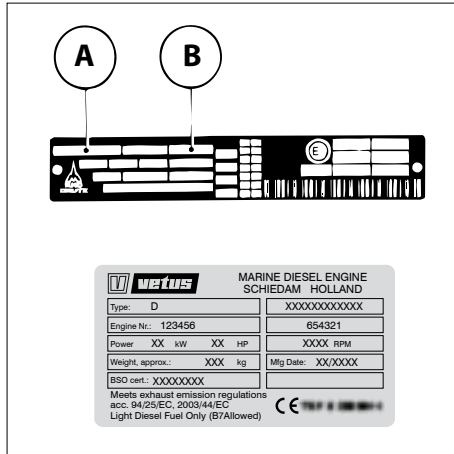 A B
E
vetus MARINE DIESEL ENGINE
SCHIEDAM HOLLAND
Type: D XXXXXXXXXXXX
Engine Nr.: 123456 654321
Power XX kW XX HP XXXX RPM
Weight, approx.: XXX kg Mfg Date: XX/XXXX
BSO cert.: XXXXXXXX
Meets exhaust emission regulations
acc. 94/25/EC, 2003/44/EC
Light Diesel Fuel Only (B7Allowed)
CE